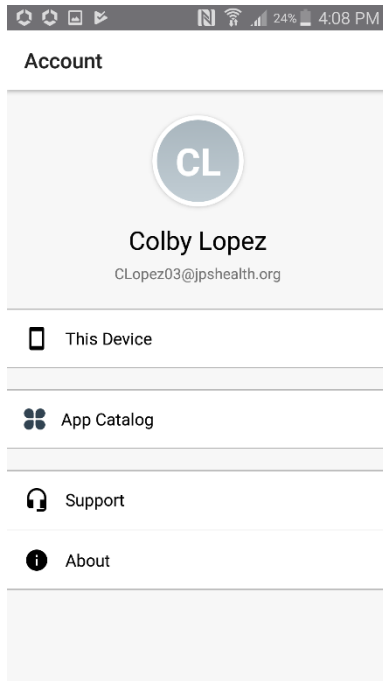 24% 4:08 PM
Account
CL
Colby Lopez
CLopez03@jpshealth.org
This Device
App Catalog
Support
About